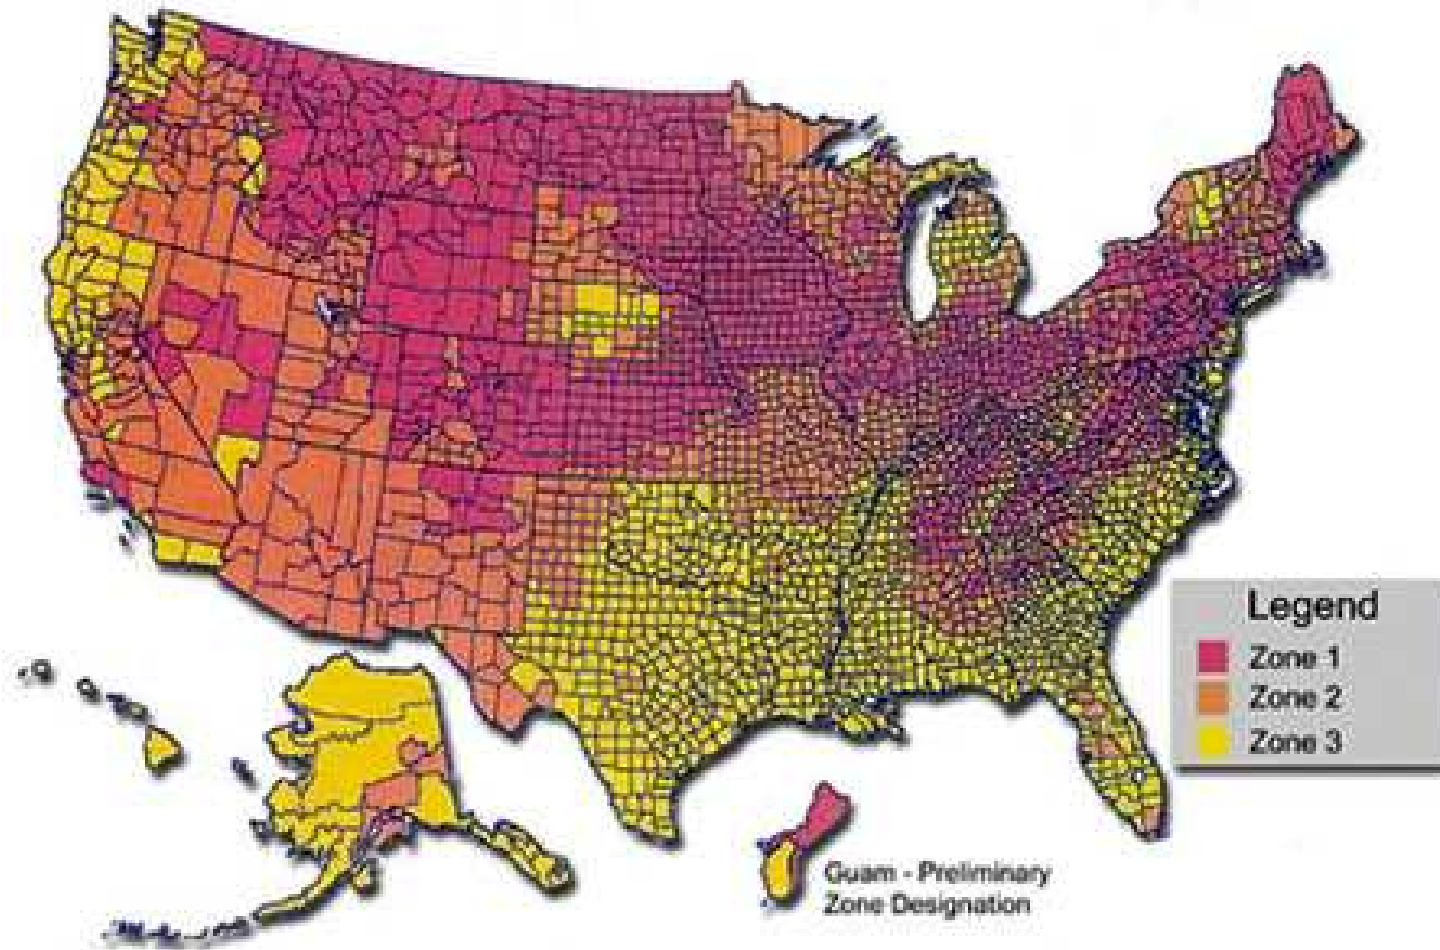 Legend
Zone 1
Zone 2
Zone 3
Guam - Preliminary
Zone Designation